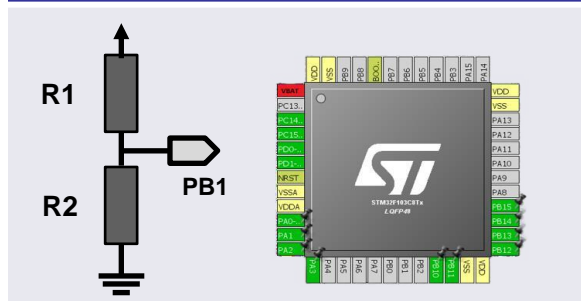 R1
R2
PB1
VDD
VSS
PB9
PB8
BOO..
PB7
PB6
PB5
PB4
PB3
PA15
PA14
VBAT
PC13..
PC14..
PC15..
PD0-..
PD1-..
NRST
VSSA
VDDA
PA0-..
PA1
PA2
VDD
VSS
PA13
PA12
PA11
PA10
PA9
PA8
PB15
PB14
PB13
PB12
PA3
PA4
PA5
PA6
PA7
PB0
PB1
PB2
PB10
PB11
VSS
VDD
ST
STM32F103C8Tx
LQFP48